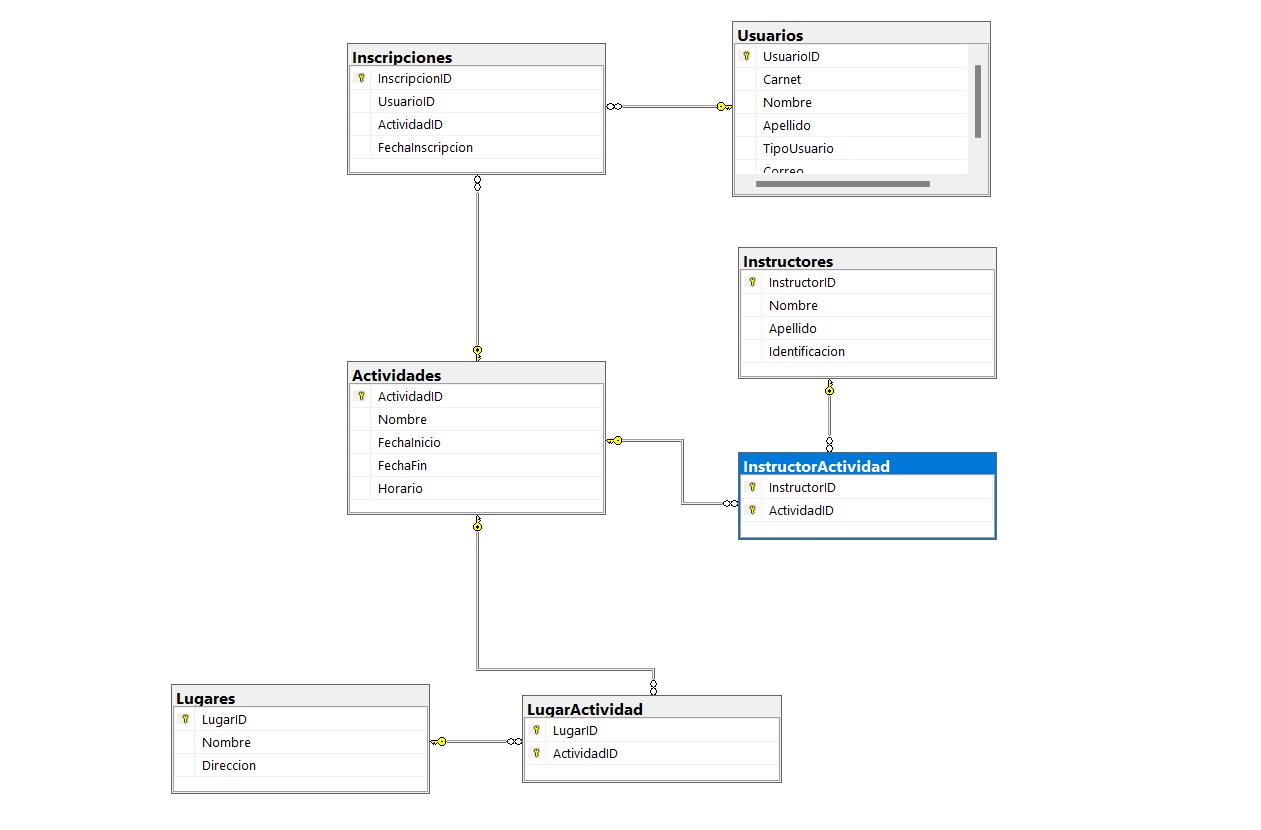 Inscripciones
InscripcionID
UsuarioID
ActividadID
FechaInscripcion
Usuarios
UsuarioID
Carnet
Nombre
Apellido
TipoUsuario
Correo
Instructores
InstructorID
Nombre
Apellido
Identificacion
Actividades
ActividadID
Nombre
FechaInicio
FechaFin
Horario
InstructorActividad
InstructorID
ActividadID
Lugares
LugarID
Nombre
Direccion
LugarActividad
LugarID
ActividadID